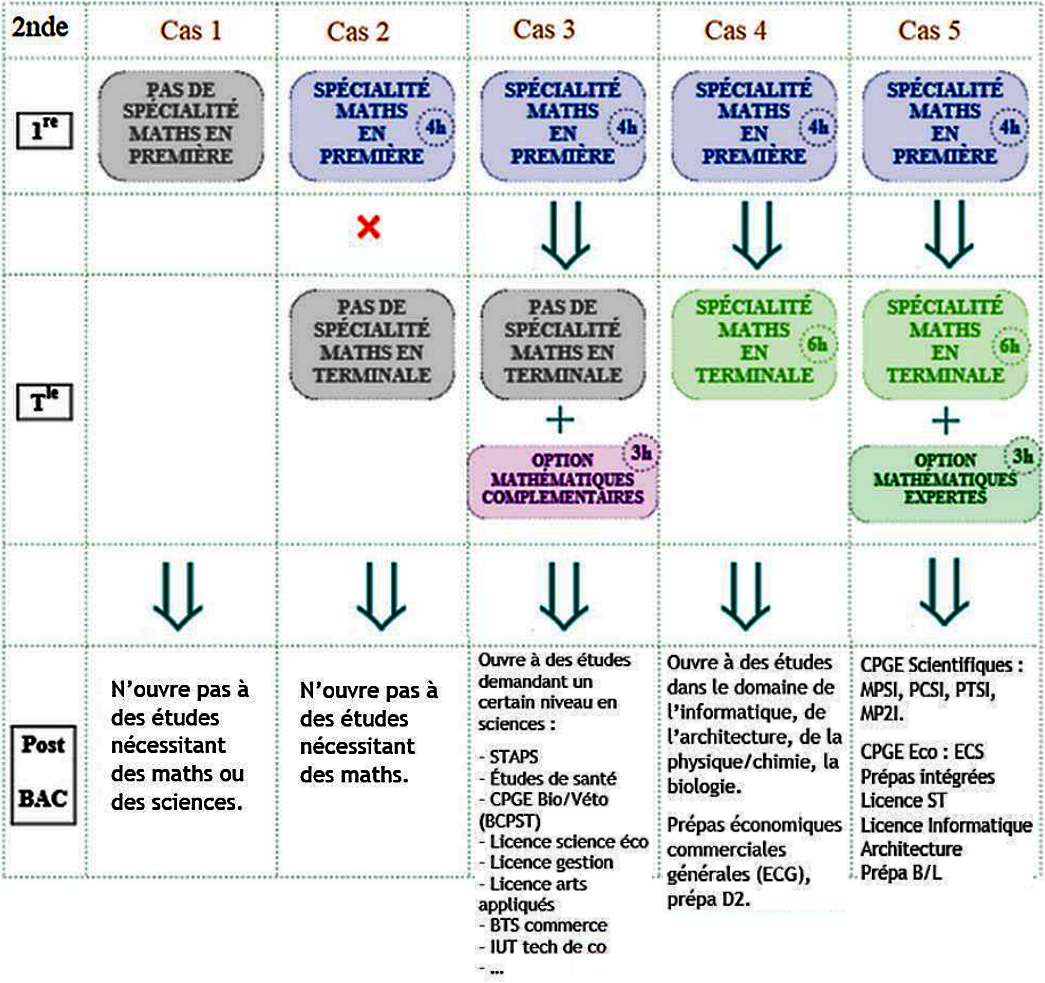 2nde
Cas 1
Cas 2
Cas 3
Cas 4
Cas 5
1re
PAS DE
SPÉCIALITÉ
MATHS EN
PREMIÈRE
SPÉCIALITÉ
MATHS
EN
PREMIÈRE
4h
SPÉCIALITÉ
MATHS
EN
PREMIÈRE
4h
SPÉCIALITÉ
MATHS
EN
PREMIÈRE
4h
SPÉCIALITÉ
MATHS
EN
PREMIÈRE
4h
Tle
PAS DE
SPÉCIALITÉ
MATHS EN
TERMINALE
PAS DE
SPÉCIALITÉ
MATHS EN
TERMINALE
+
OPTION
MATHÉMATIQUES
COMPLEMENTAIRES
3h
SPÉCIALITÉ
MATHS
EN
TERMINALE
6h
SPÉCIALITÉ
MATHS
EN
TERMINALE
6h
+
OPTION
MATHÉMATIQUES
EXPERTES
3h
Post
BAC
N'ouvre pas à
des études
nécessitant
des maths ou
des sciences.
N'ouvre pas à
des études
nécessitant
des maths.
Ouvre à des études
demandant un
certain niveau en
sciences :
- STAPS
- Études de santé
- CPGE Bio/Véto
(BCPST)
- Licence science éco
- Licence gestion
- Licence arts
appliqués
- BTS commerce
- IUT tech de co
- ...
Ouvre à des études
dans le domaine de
l'informatique, de
l'architecture, de la
physique/chimie, la
biologie.
Prépas économiques
commerciales
générales (ECG),
prépa D2.
CPGE Scientifiques :
MPSI, PCSI, PTSI,
MP2I.
CPGE Eco : ECS
Prépas intégrées
Licence ST
Licence Informatique
Architecture
Prépa B/L